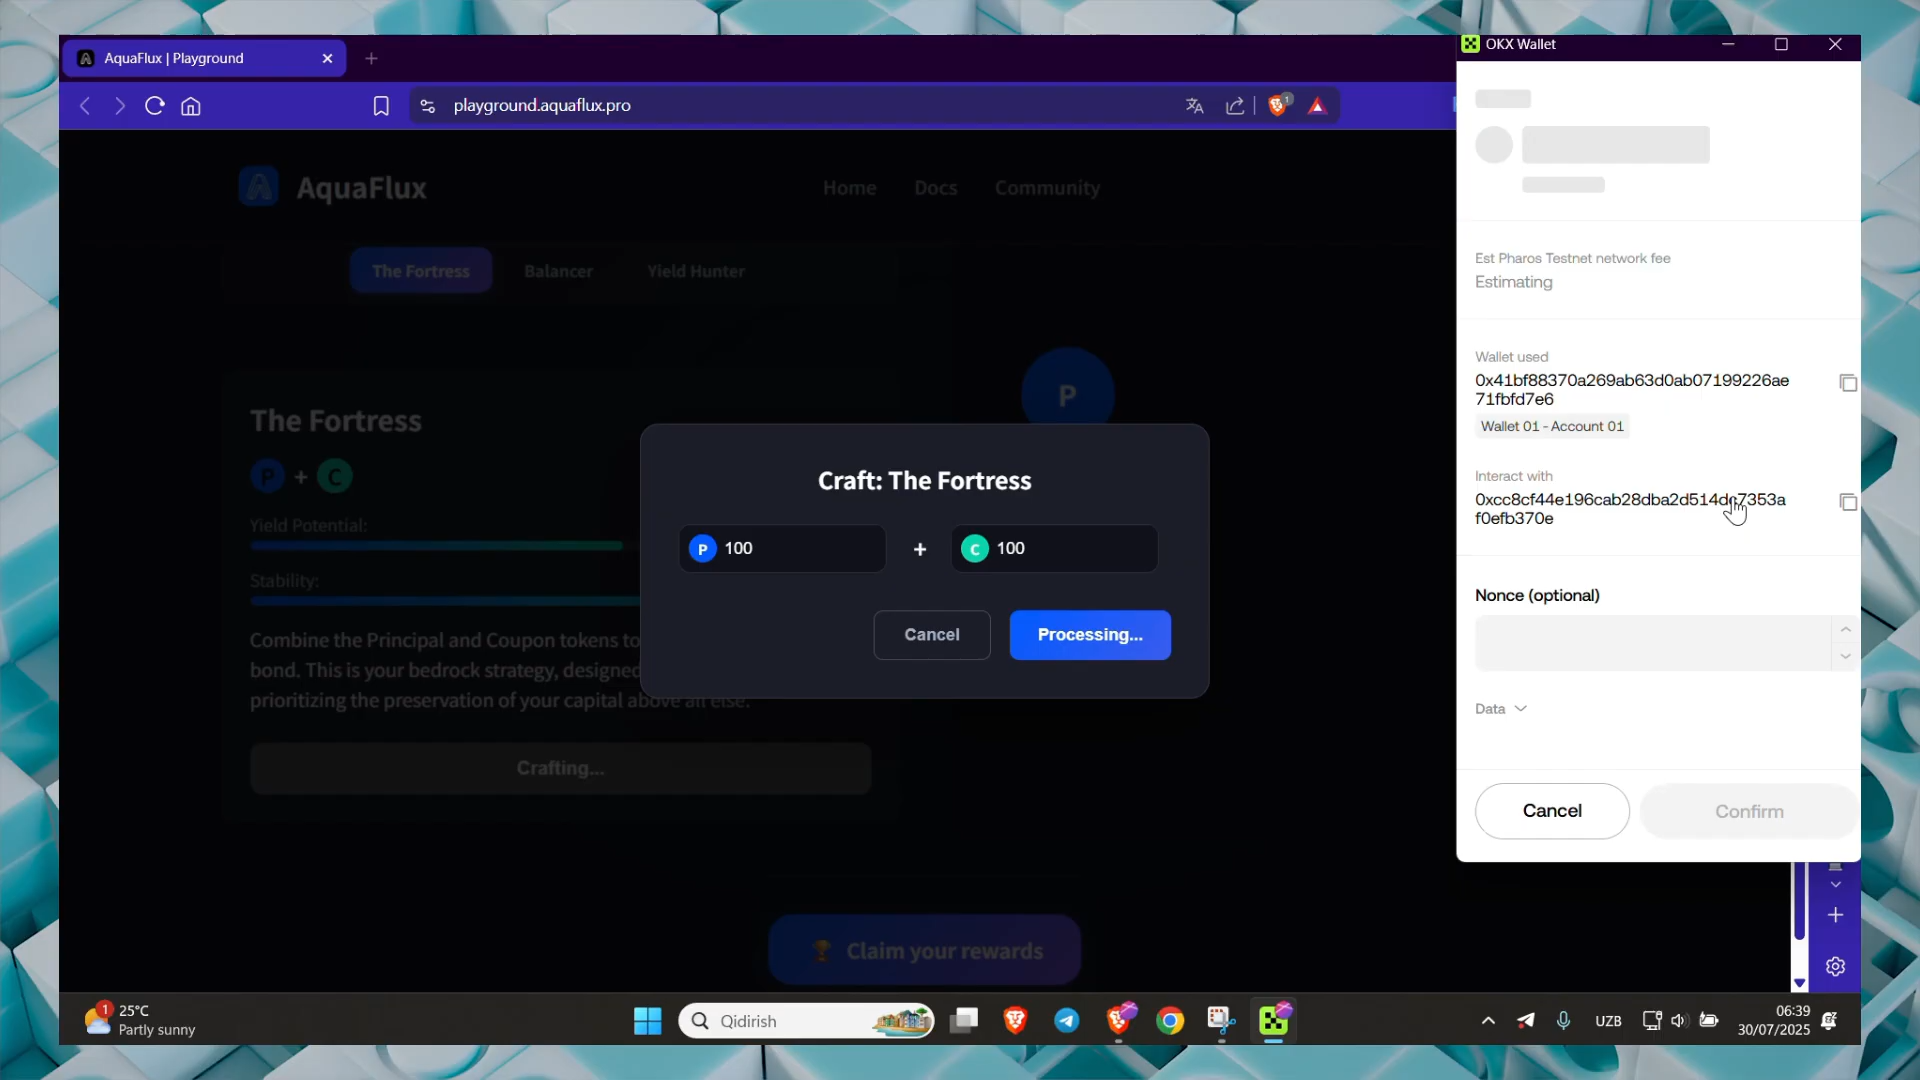 AquaFlux | Playground
OKX Wallet
playground.aquaflux.pro
1
AquaFlux
Home
Docs
Community
The Fortress
Balancer
Yield Hunter
P
The Fortress
P + C
Yield Potential:
Stability:
Combine the Principal and Coupon tokens to
bond. This is your bedrock strategy, designed
prioritizing the preservation of your capital above all else.
Crafting...
Claim your rewards
Craft: The Fortress
P 100 + C 100
Cancel
Processing...
Est Pharos Testnet network fee
Estimating
Wallet used
0x41bf88370a269ab63d0ab07199226ae
71fbfd7e6
Wallet 01 - Account 01
Interact with
0xcc8cf44e196cab28dba2d514dc7353a
f0efb370e
Nonce (optional)
Data
Cancel
Confirm
1
25°C
Partly sunny
Qidirish
UZB
06:39
30/07/2025